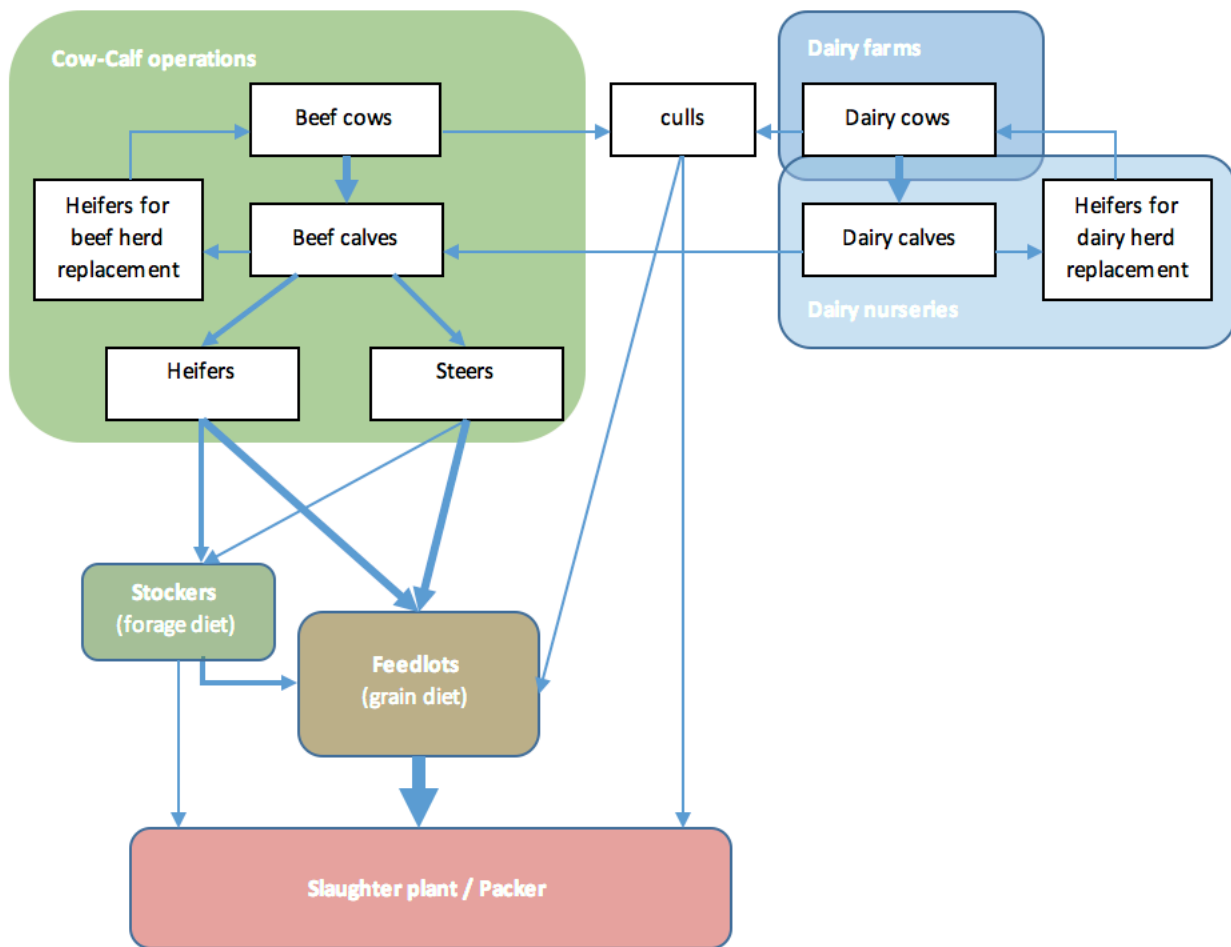 Cow-Calf operations
Dairy farms
Beef cows
culls
Dairy cows
Heifers for
beef herd
replacement
Beef calves
Dairy calves
Heifers for
dairy herd
replacement
Dairy nurseries
Heifers
Steers
Stockers
(forage diet)
Feedlots
(grain diet)
Slaughter plant / Packer